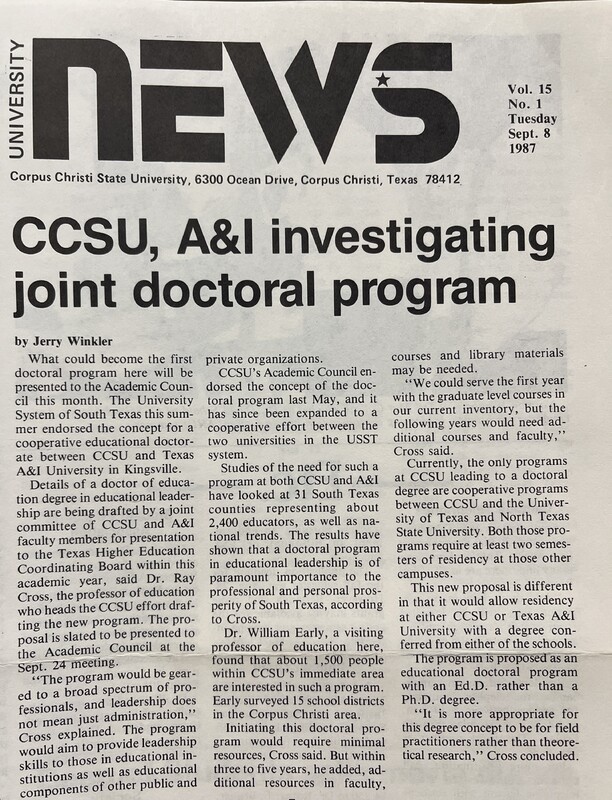 UNIVERSITY
NEWS
Vol. 15
No. 1
Tuesday
Sept. 8
1987
Corpus Christi State University, 6300 Ocean Drive, Corpus Christi, Texas 78412
CCSU, A&I investigating
joint doctoral program
by Jerry Winkler
What could become the first
doctoral program here will be
presented to the Academic Coun-
cil this month. The University
System of South Texas this sum-
mer endorsed the concept for a
cooperative educational doctor-
ate between CCSU and Texas
A&I University in Kingsville.
Details of a doctor of educa-
tion degree in educational leader-
ship are being drafted by a joint
committee of CCSU and A&I
faculty members for presentation
to the Texas Higher Education
Coordinating Board within this
academic year, said Dr. Ray
Cross, the professor of education
who heads the CCSU effort draf-
ting the new program. The pro-
posal is slated to be presented to
the Academic Council at the
Sept. 24 meeting.
"The program would be gear-
ed to a broad spectrum of pro-
fessionals, and leadership does
not mean just administration,"
Cross explained. The program
would aim to provide leadership
skills to those in educational in-
stitutions as well as educational
components of other public and
private organizations.
CCSU's Academic Council en-
dorsed the concept of the doc-
toral program last May, and it
has since been expanded to a
cooperative effort between the
two universities in the USST
system.
Studies of the need for such a
program at both CCSU and A&I
have looked at 31 South Texas
counties representing about
2,400 educators, as well as na-
tional trends. The results have
shown that a doctoral program
in educational leadership is of
paramount importance to the
professional and personal pros-
perity of South Texas, according
to Cross.
Dr. William Early, a visiting
professor of education here,
found that about 1,500 people
within CCSU's immediate area
are interested in such a program.
Early surveyed 15 school districts
in the Corpus Christi area.
Initiating this doctoral pro-
gram would require minimal
resources, Cross said. But within
three to five years, he added, ad-
ditional resources in faculty,
courses and library materials
may be needed.
"We could serve the first year
with the graduate level courses in
our current inventory, but the
following years would need ad-
ditional courses and faculty,"
Cross said.
Currently, the only programs
at CCSU leading to a doctoral
degree are cooperative programs
between CCSU and the Univer-
sity of Texas and North Texas
State University. Both those pro-
grams require at least two semes-
ters of residency at those other
campuses.
This new proposal is different
in that it would allow residency
at either CCSU or Texas A&I
University with a degree con-
ferred from either of the schools.
The program is proposed as an
educational doctoral program
with an Ed.D. rather than a
Ph.D. degree.
"It is more appropriate for
this degree concept to be for field
practitioners rather than theore-
tical research," Cross concluded.